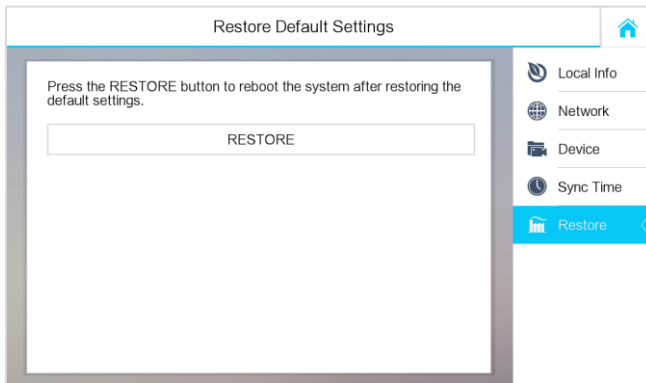 Restore Default Settings
Press the RESTORE button to reboot the system after restoring the
default settings.
RESTORE
Local Info
Network
Device
Sync Time
Restore